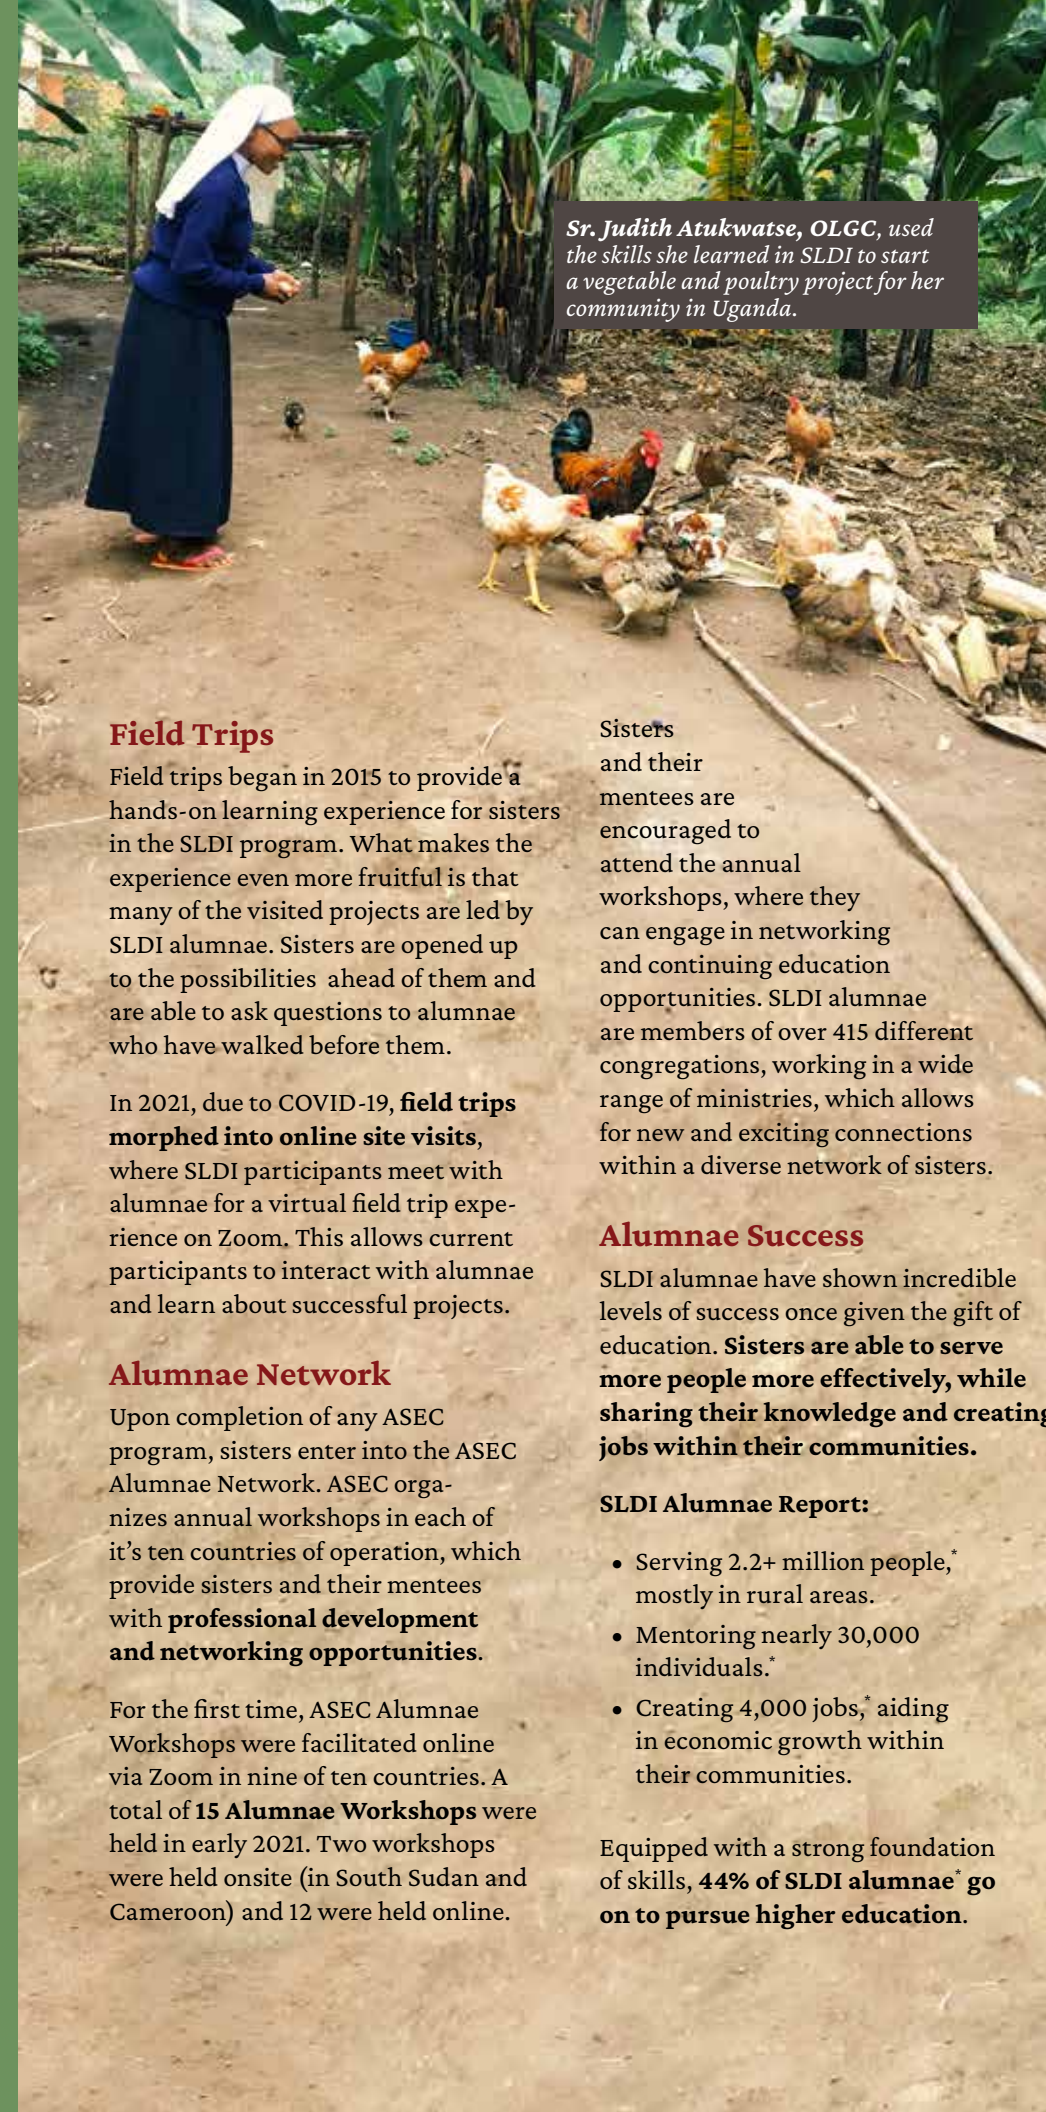 Sr. Judith Atukwatse, OLGC, used
the skills she learned in SLDI to start
a vegetable and poultry project for her
community in Uganda.
Field Trips
Field trips began in 2015 to provide a
hands-on learning experience for sisters
in the SLDI program. What makes the
experience even more fruitful is that
many of the visited projects are led by
SLDI alumnae. Sisters are opened up
to the possibilities ahead of them and
are able to ask questions to alumnae
who have walked before them.
In 2021, due to COVID-19, field trips
morphed into online site visits,
where SLDI participants meet with
alumnae for a virtual field trip expe-
rience on Zoom. This allows current
participants to interact with alumnae
and learn about successful projects.
Alumnae Network
Upon completion of any ASEC
program, sisters enter into the ASEC
Alumnae Network. ASEC orga-
nizes annual workshops in each of
it's ten countries of operation, which
provide sisters and their mentees
with professional development
and networking opportunities.
For the first time, ASEC Alumnae
Workshops were facilitated online
via Zoom in nine of ten countries. A
total of 15 Alumnae Workshops were
held in early 2021. Two workshops
were held onsite (in South Sudan and
Cameroon) and 12 were held online.
Sisters
and their
mentees are
encouraged to
attend the annual
workshops, where they
can engage in networking
and continuing education
opportunities. SLDI alumnae
are members of over 415 different
congregations, working in a wide
range of ministries, which allows
for new and exciting connections
within a diverse network of sisters.
Alumnae Success
SLDI alumnae have shown incredible
levels of success once given the gift of
education. Sisters are able to serve
more people more effectively, while
sharing their knowledge and creating
jobs within their communities.
SLDI Alumnae Report:
• Serving 2.2+ million people,*
mostly in rural areas.
• Mentoring nearly 30,000
individuals.*
• Creating 4,000 jobs,* aiding
in economic growth within
their communities.
Equipped with a strong foundation
of skills, 44% of SLDI alumnae* go
on to pursue higher education.